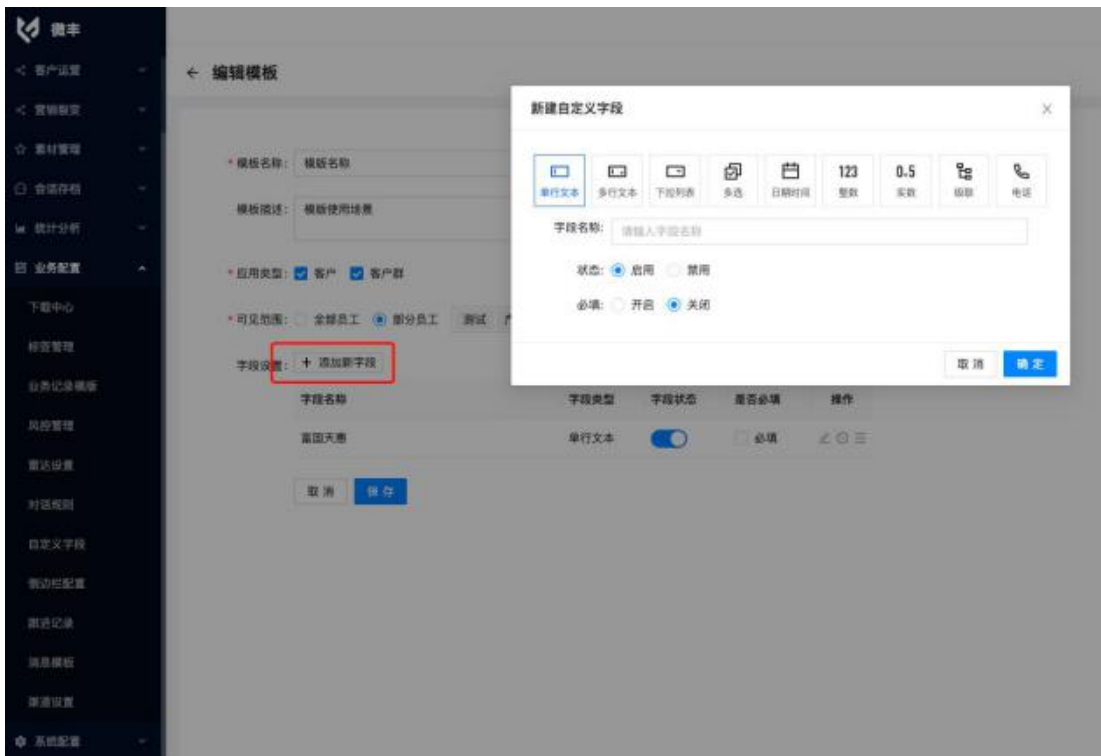 微丰
客户运营
营销裂变
素材管理
会话存档
统计分析
业务配置
下载中心
标签管理
业务记录模版
风控管理
雷达设置
对话规则
自定义字段
侧边栏配置
跟进记录
消息模板
渠道设置
系统配置
← 编辑模板
* 模板名称: 模版名称
模板描述: 模版使用场景
* 应用类型: 客户 客户群
* 可见范围: 全部员工 部分员工 测试
字段设置: + 添加新字段
字段名称 字段类型 字段状态 是否必填 操作
富国天惠 单行文本 必填
取消 保存
新建自定义字段
单行文本 多行文本 下拉列表 多选 日期时间 123 整数 0.5 实数 级联 电话
字段名称: 请输入字段名称
状态: 启用 禁用
必填: 开启 关闭
取消 确定